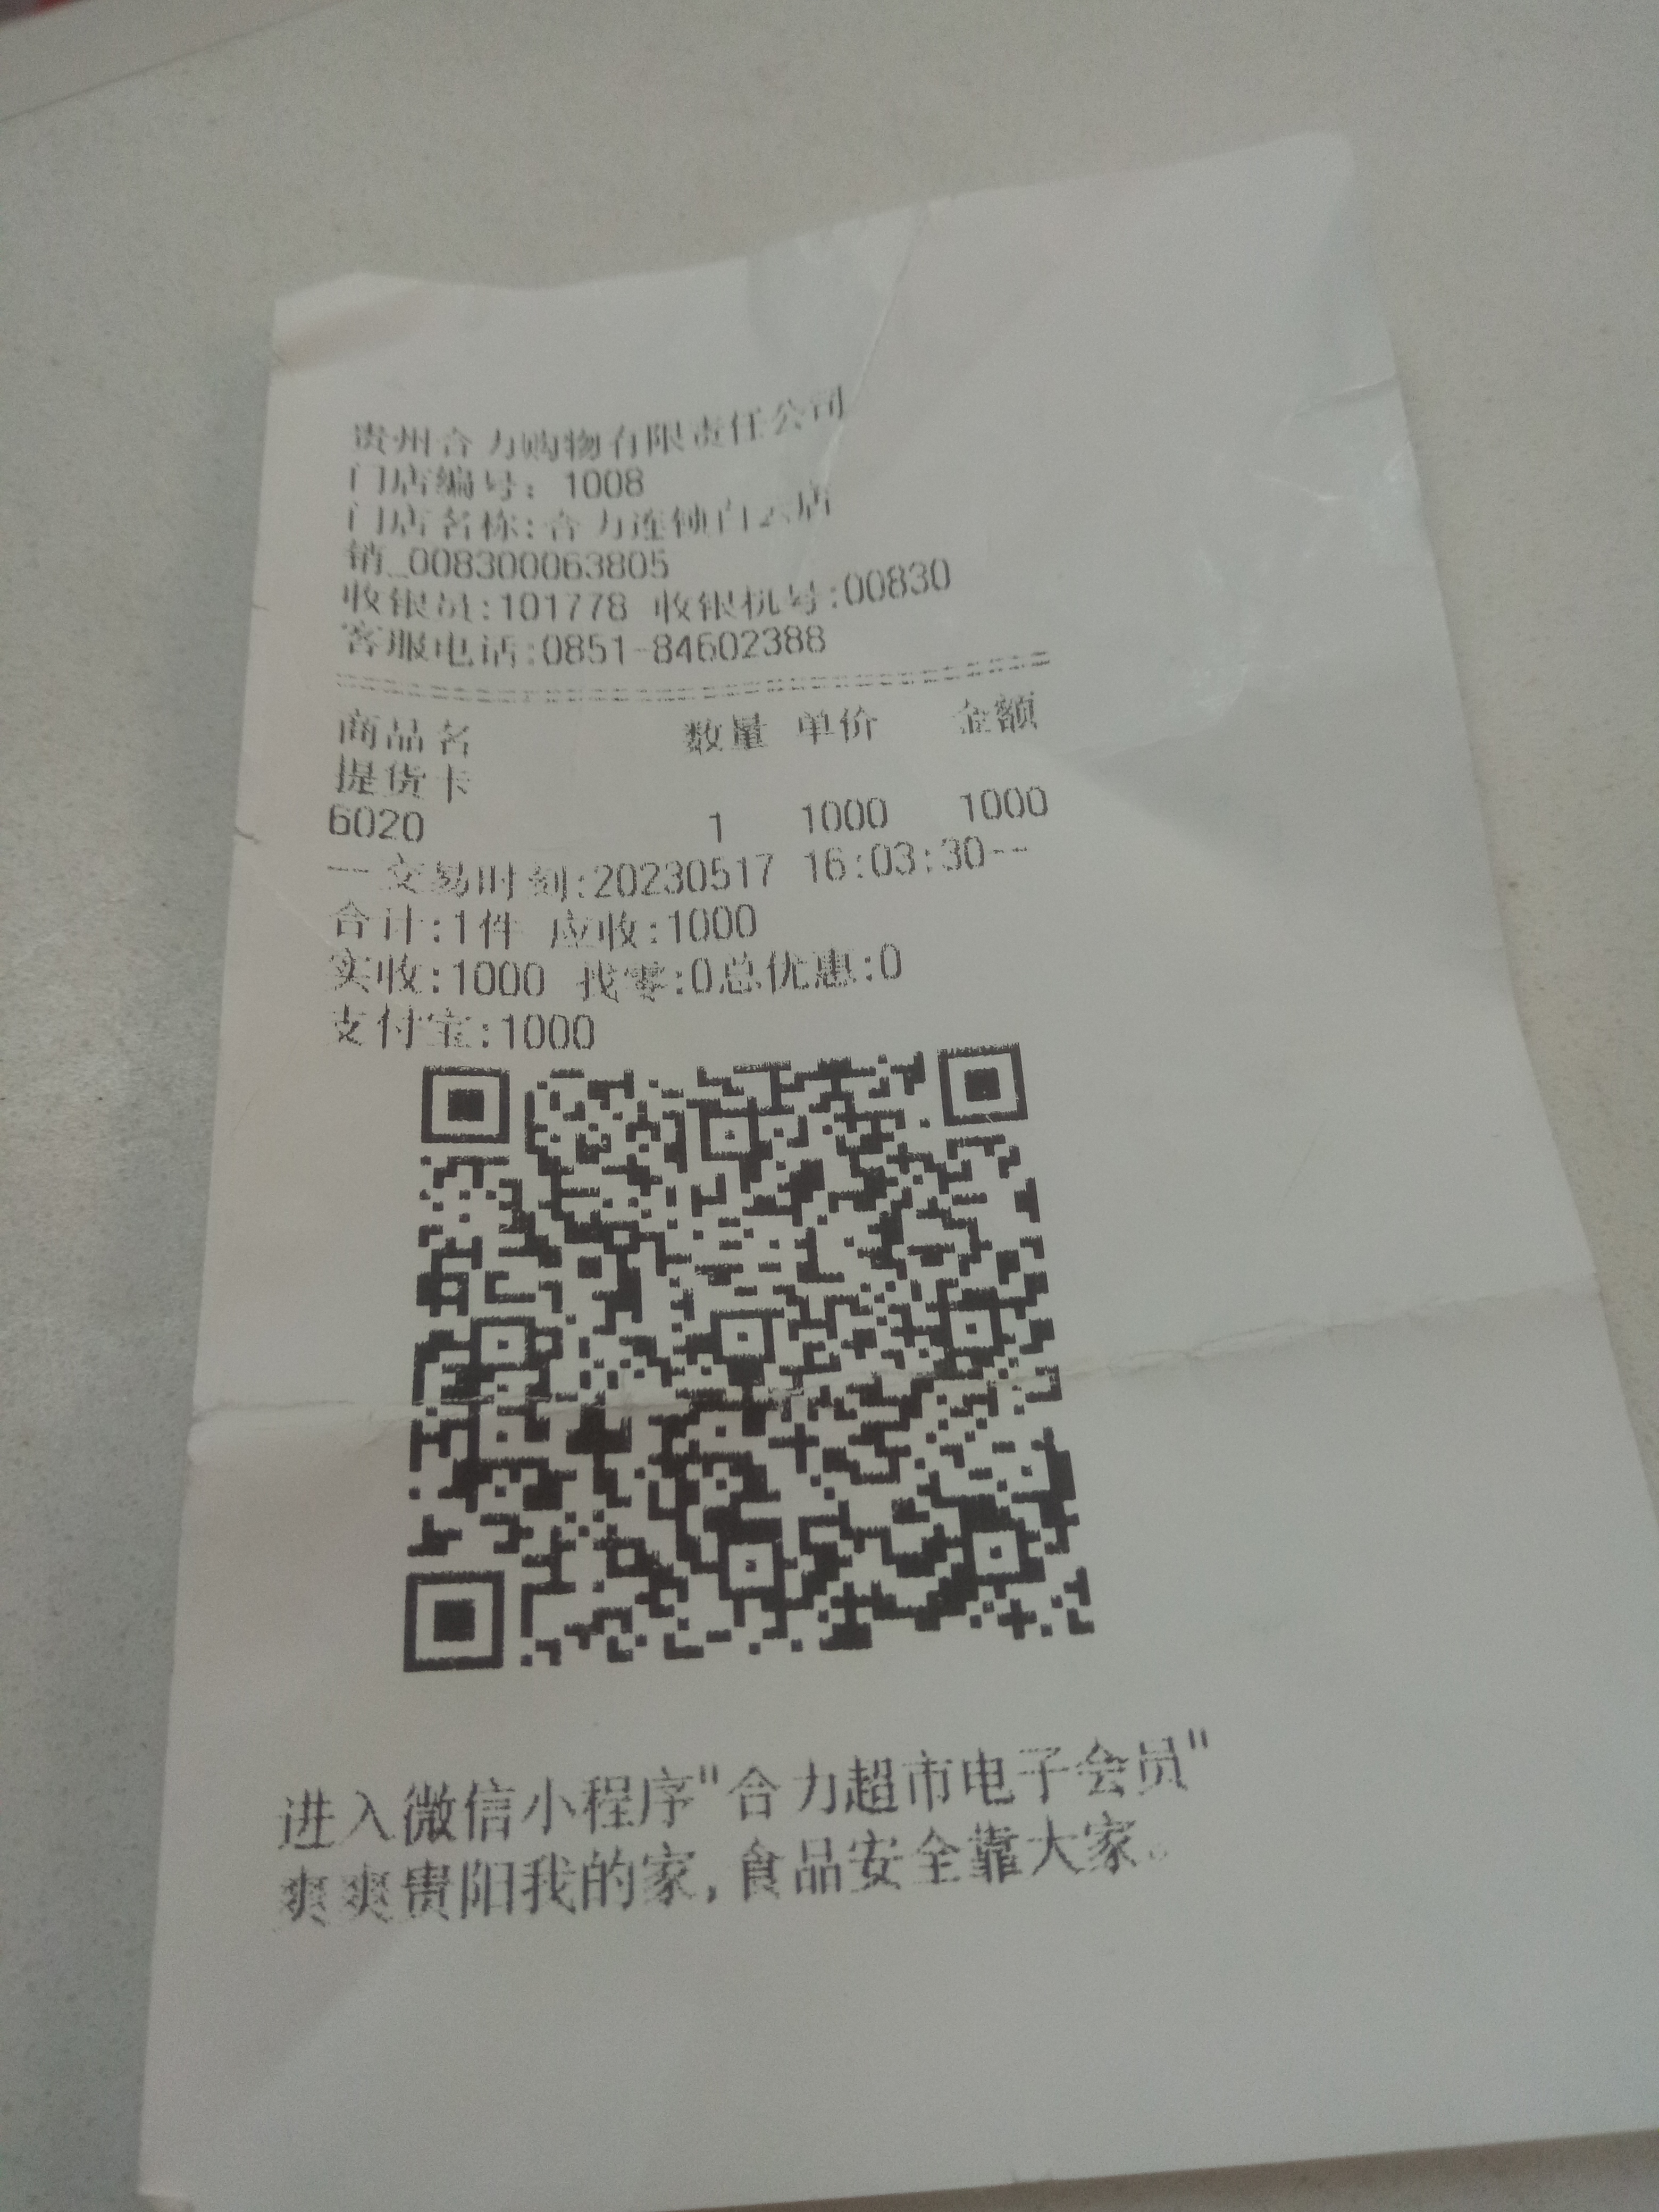 贵州合力购物有限责任公司
门店编号: 1008
门店名称:合力连锁白云店
销_008300063805
收银员:101778 收银机号:00830
客服电话:0851-84602388
================================
商品名 数量 单价 金额
提货卡
6020 1 1000 1000
--交易时刻:20230517 16:03:30--
合计:1件 应收:1000
实收:1000 找零:0总优惠:0
支付宝:1000
进入微信小程序"合力超市电子会员"
爽爽贵阳我的家,食品安全靠大家。